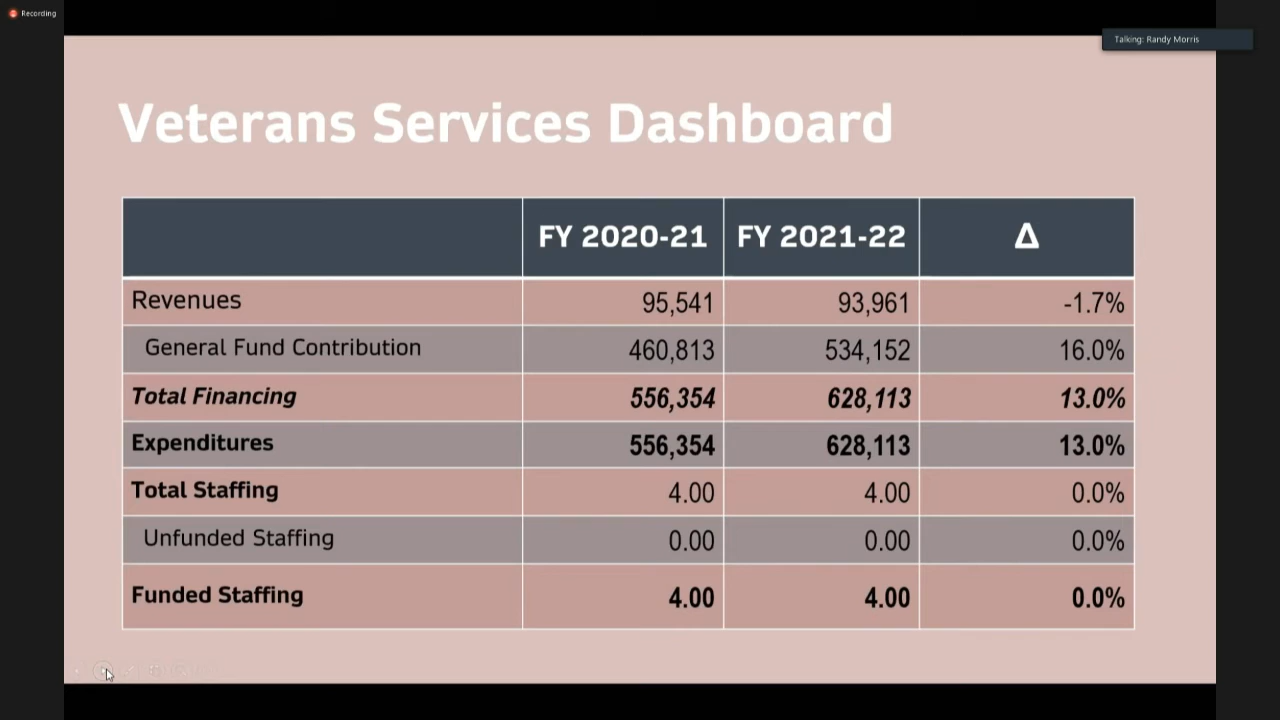 Recording
Talking: Randy Morris
Veterans Services Dashboard
FY 2020-21 FY 2021-22 Δ
Revenues 95,541 93,961 -1.7%
General Fund Contribution 460,813 534,152 16.0%
Total Financing 556,354 628,113 13.0%
Expenditures 556,354 628,113 13.0%
Total Staffing 4.00 4.00 0.0%
Unfunded Staffing 0.00 0.00 0.0%
Funded Staffing 4.00 4.00 0.0%